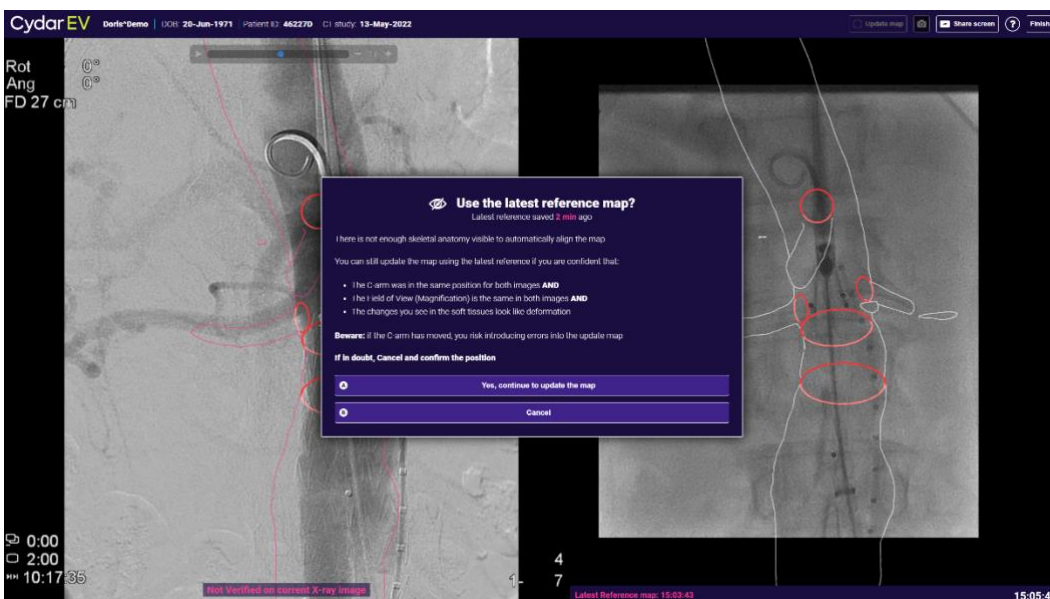 Cydar EV Doris^Demo DOB: 20-Jun-1971 Patient ID: 46227D CT study: 13-May-2022 Update map Share screen ? Finish
Rot 0°
Ang 0°
FD 27 cm
Use the latest reference map?
Latest reference saved 2 min ago
There is not enough skeletal anatomy visible to automatically align the map
You can still update the map using the latest reference if you are confident that:
• The C-arm was in the same position for both images AND
• The Field of View (Magnification) is the same in both images AND
• The changes you see in the soft tissues look like deformation
Beware: if the C-arm has moved, you risk introducing errors into the update map
If in doubt, Cancel and confirm the position
A Yes, continue to update the map
B Cancel
0:00
2:00
10:17:35
4
1- 7
Not Verified on current X-ray image
Latest Reference map: 15:03:43
15:05:4